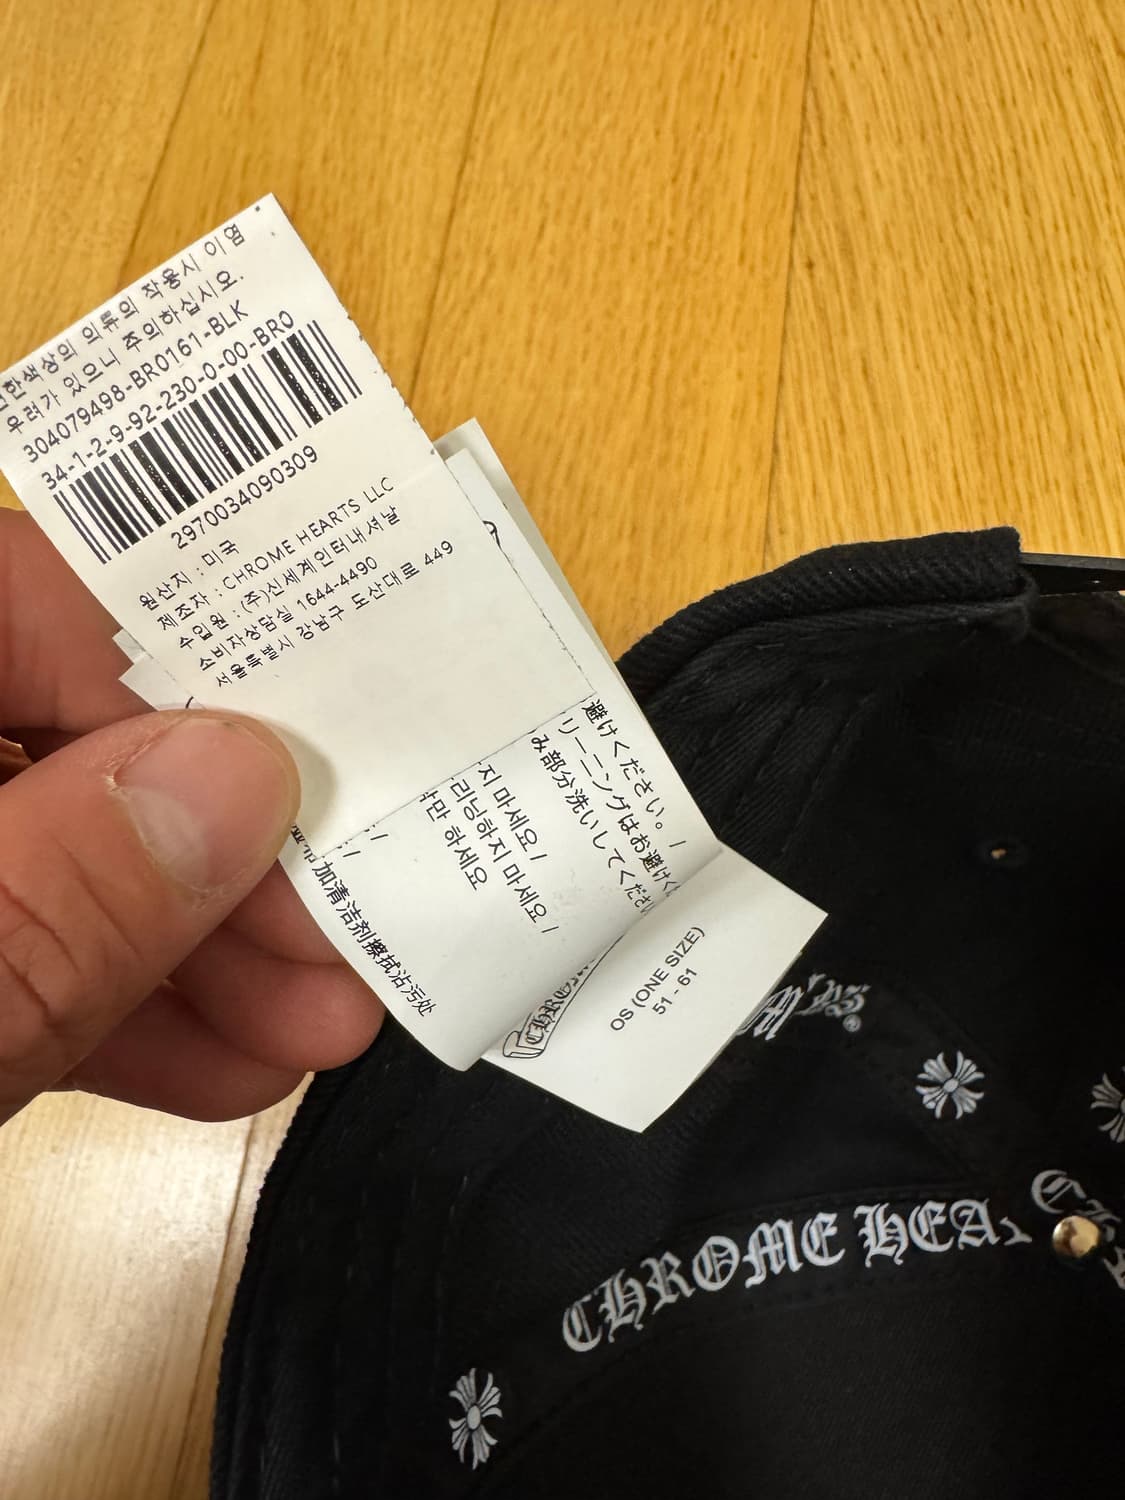 한색상의 의류의 착용시 이염
우려가 있으니 주의하십시오.
304079498-BRO161-BLK
34-1-2-9-92-230-0-00-BRO
2970034090309
원산지 : 미국
제조자 : CHROME HEARTS LLC
수입원 : (주)신세계인터내셔날
소비자상담실 1644-4490
서울특별시 강남구 도산대로 449
避けください。/
リーニングはお避けく
み部分洗いしてください
지 마세요 /
리닝하지 마세요 /
만 하세요
加清洁剂擦拭沾污处
OS (ONE SIZE)
51 - 61
CHRO
CHROME HEA